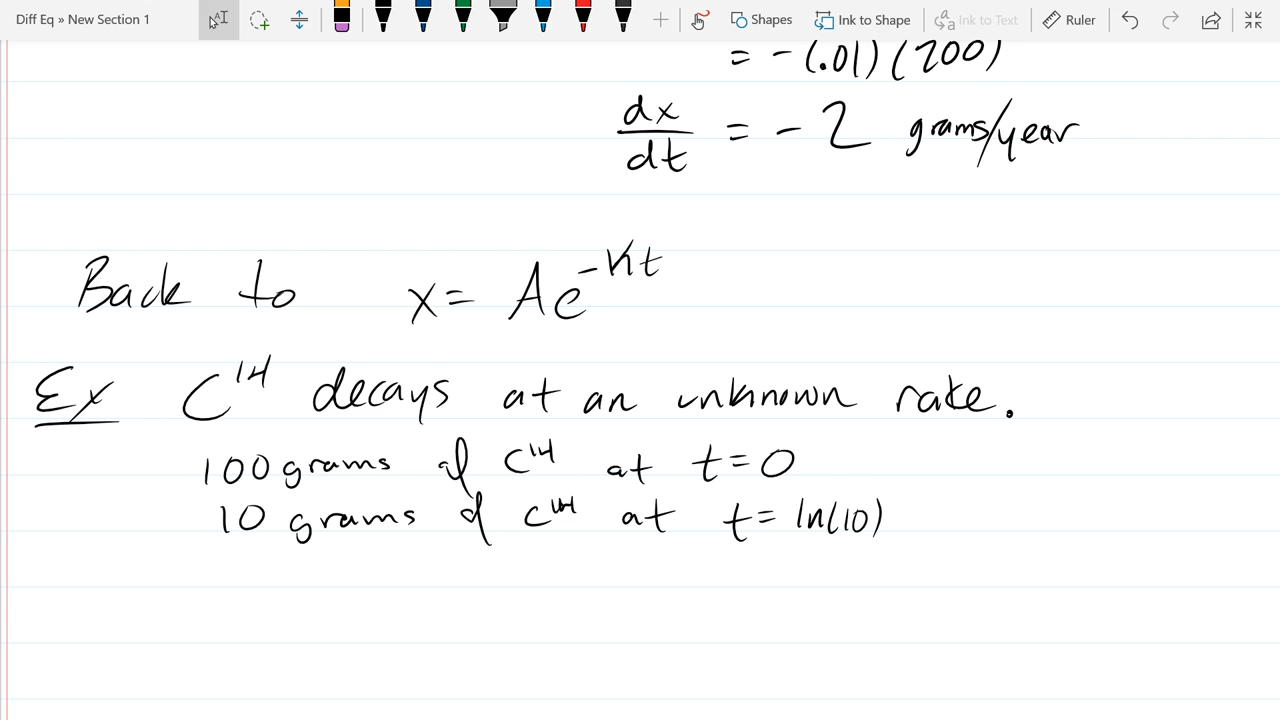 Diff Eq » New Section 1
Shapes Ink to Shape Ink to Text Ruler
= -(.01)(200)
dx/dt = -2 grams/year
Back to x= Ae^-kt
Ex C^14 decays at an unknown rate.
100 grams of C^14 at t=0
10 grams of C^14 at t= ln(10)